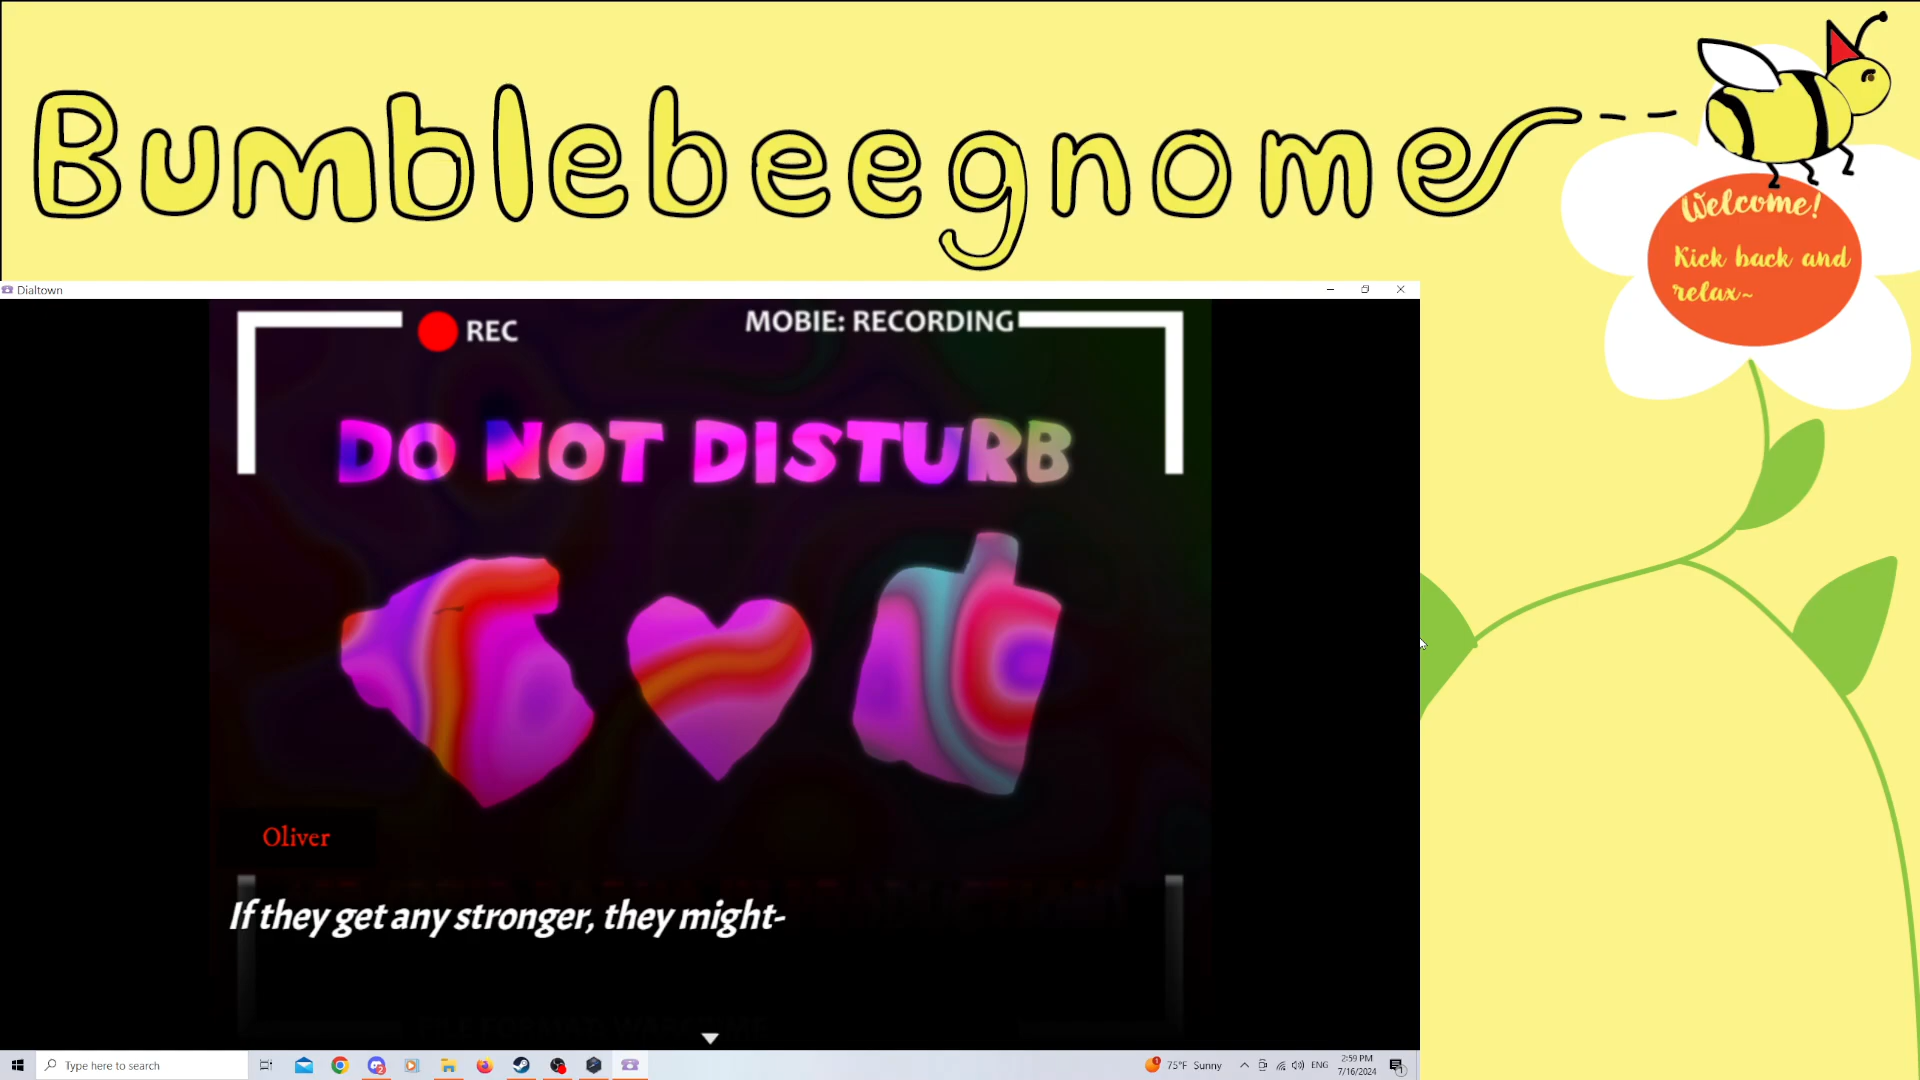 Bumblebeegnome
Welcome!
Kick back and
relax~
Dialtown
REC
MOBIE: RECORDING
DO NOT DISTURB
Oliver
If they get any stronger, they might-
Type here to search
2
75°F Sunny
ENG
2:59 PM
7/16/2024